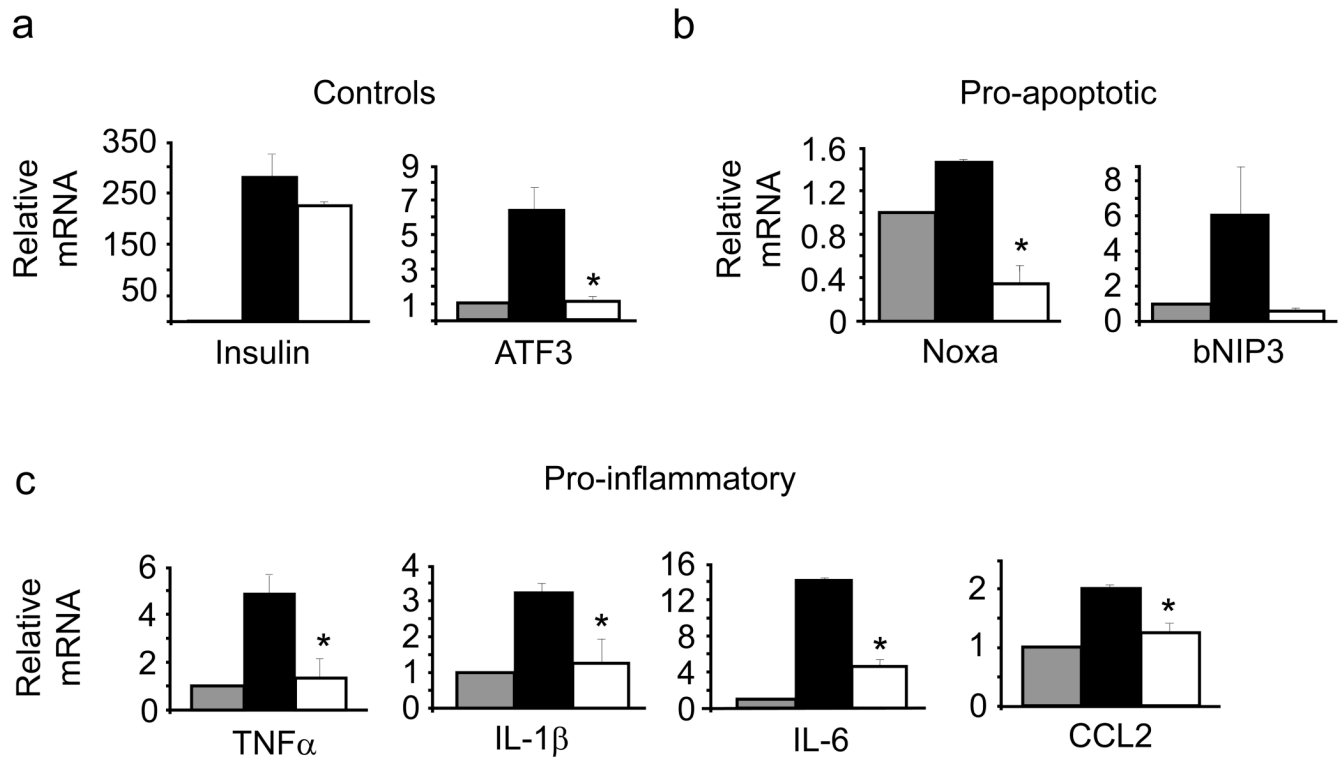 a
Controls
Relative
mRNA
350
250
150
50
Insulin
9
7
5
3
1
*
ATF3
b
Pro-apoptotic
Relative
mRNA
1.6
1.2
0.8
0.4
0
*
Noxa
8
6
4
2
0
bNIP3
c
Pro-inflammatory
Relative
mRNA
6
4
2
0
*
TNFα
4
3
2
1
0
*
IL-1β
16
12
8
4
0
*
IL-6
2
1
0
*
CCL2